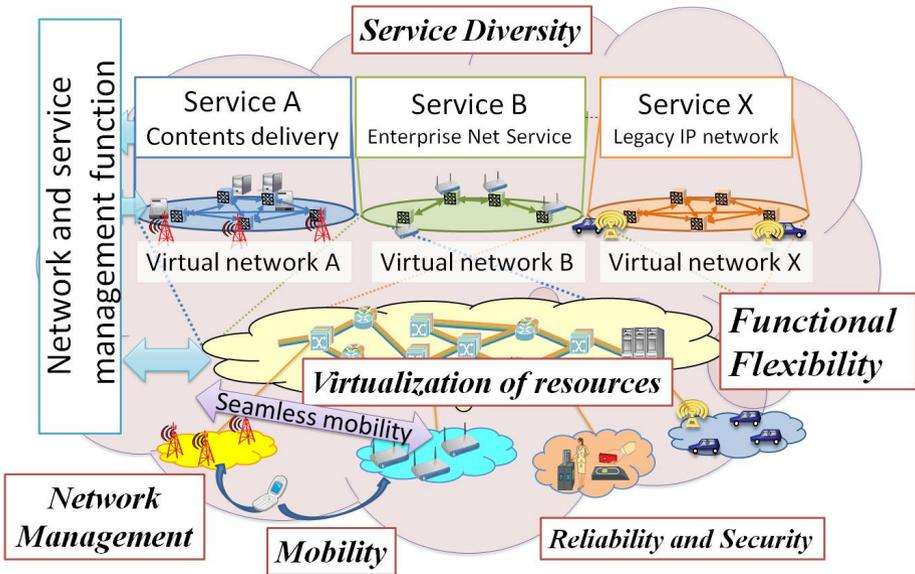 Service Diversity
Network and service
management function
Service A
Contents delivery
Service B
Enterprise Net Service
Service X
Legacy IP network
Virtual network A
Virtual network B
Virtual network X
Functional
Flexibility
Virtualization of resources
Seamless mobility
Network
Management
Mobility
Reliability and Security